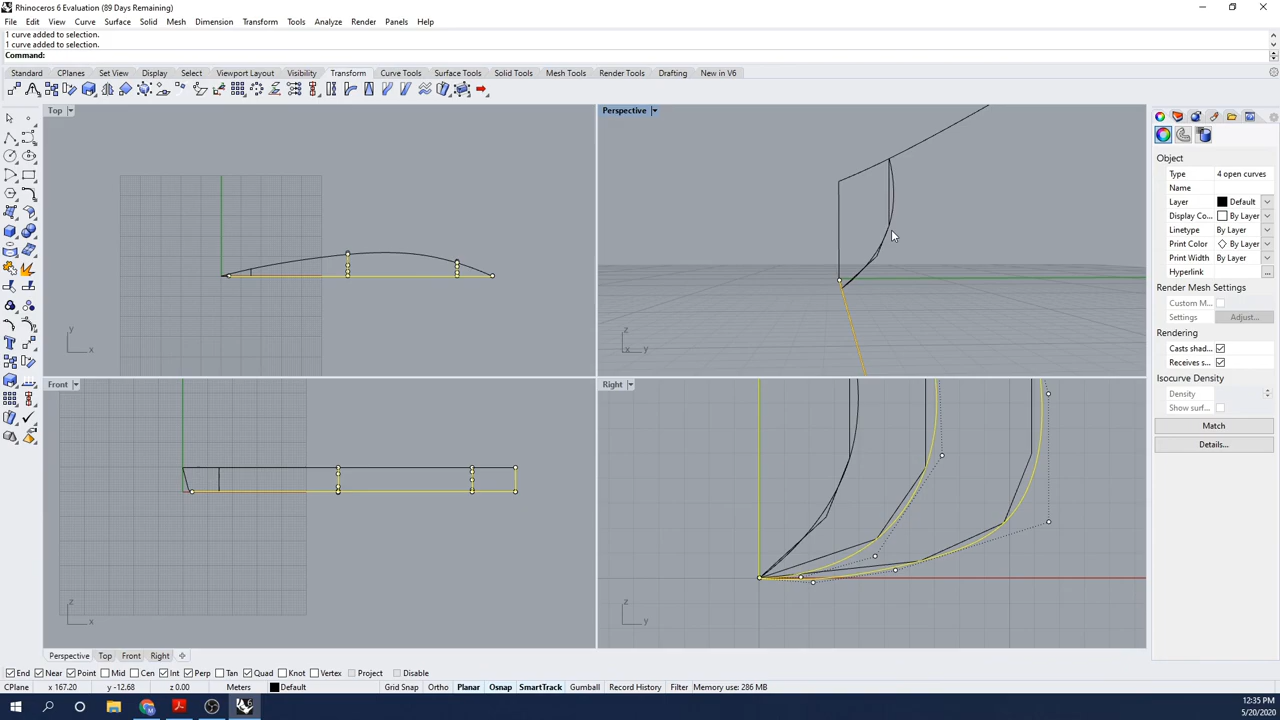 Rhinoceros 6 Evaluation (89 Days Remaining)
File Edit View Curve Surface Solid Mesh Dimension Transform Tools Analyze Render Panels Help
1 curve added to selection.
1 curve added to selection.
Command:
Standard CPlanes Set View Display Select Viewport Layout Visibility Transform Curve Tools Surface Tools Solid Tools Mesh Tools Render Tools Drafting New in V6
Top
y
x
Perspective
z
x y
Front
z
x
Right
z
y
Object
Type 4 open curves
Name
Layer Default
Display Co... By Layer
Linetype By Layer
Print Color By Layer
Print Width By Layer
Hyperlink ...
Render Mesh Settings
Custom M...
Settings Adjust...
Rendering
Casts shad...
Receives s...
Isocurve Density
Density
Show surf...
Match
Details...
Perspective Top Front Right
End Near Point Mid Cen Int Perp Tan Quad Knot Vertex Project Disable
CPlane x 167.20 y -12.68 z 0.00 Meters Default Grid Snap Ortho Planar Osnap SmartTrack Gumball Record History Filter Memory use: 286 MB
12:35 PM
5/20/2020